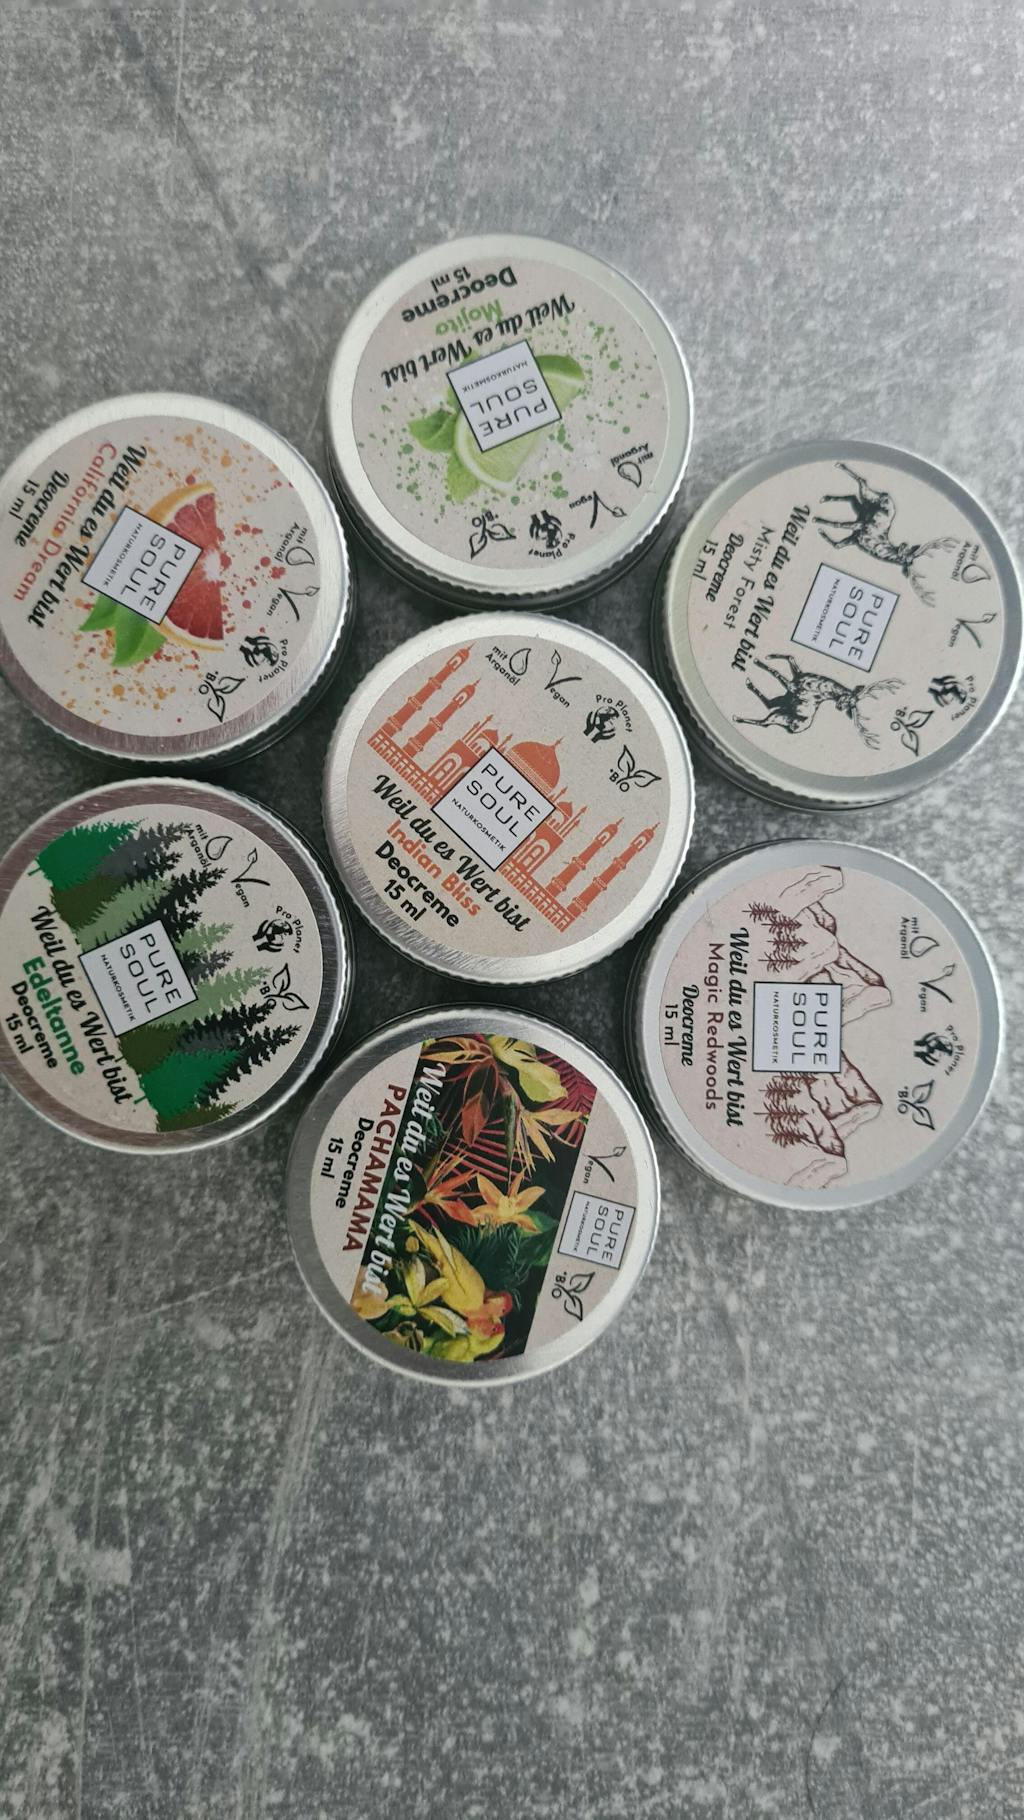 Weil du es Wert bist
Mojito
Deocreme
15 ml
PURE
SOUL
NATURKOSMETIK
mit
Arganöl
Vegan
Pro Planet
*Bio
Weil du es Wert bist
California Dream
Deocreme
15 ml
PURE
SOUL
NATURKOSMETIK
mit
Arganöl
Vegan
Pro Planet
*Bio
mit
Arganöl
Vegan
Pro Planet
*Bio
PURE
SOUL
NATURKOSMETIK
Weil du es Wert bist
Misty Forest
Deocreme
15 ml
mit
Arganöl
Vegan
Pro Planet
*Bio
PURE
SOUL
NATURKOSMETIK
Weil du es Wert bist
Indian Bliss
Deocreme
15 ml
mit
Arganöl
Vegan
Pro Planet
*Bio
PURE
SOUL
NATURKOSMETIK
Weil du es Wert bist
Edeltanne
Deocreme
15 ml
mit
Arganöl
Vegan
Pro Planet
*Bio
PURE
SOUL
NATURKOSMETIK
Weil du es Wert bist
Magic Redwoods
Deocreme
15 ml
Vegan
PURE
SOUL
NATURKOSMETIK
*Bio
Weil du es Wert bist
PACHAMAMA
Deocreme
15 ml